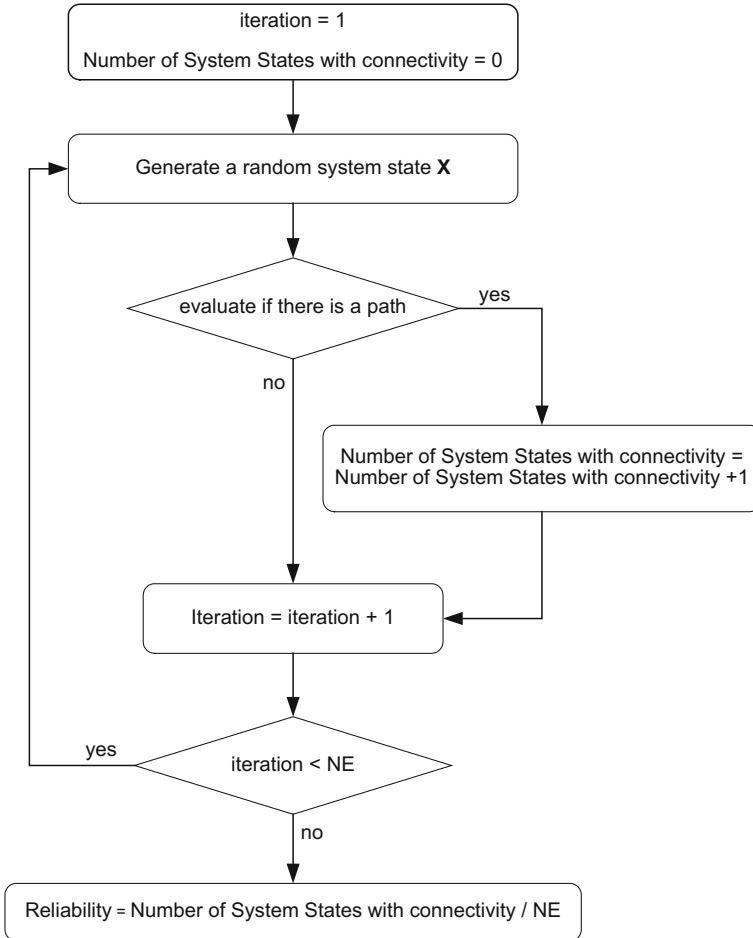 iteration = 1
Number of System States with connectivity = 0
Generate a random system state X
evaluate if there is a path
yes
no
Number of System States with connectivity =
Number of System States with connectivity +1
Iteration = iteration + 1
yes
iteration < NE
no
Reliability = Number of System States with connectivity / NE